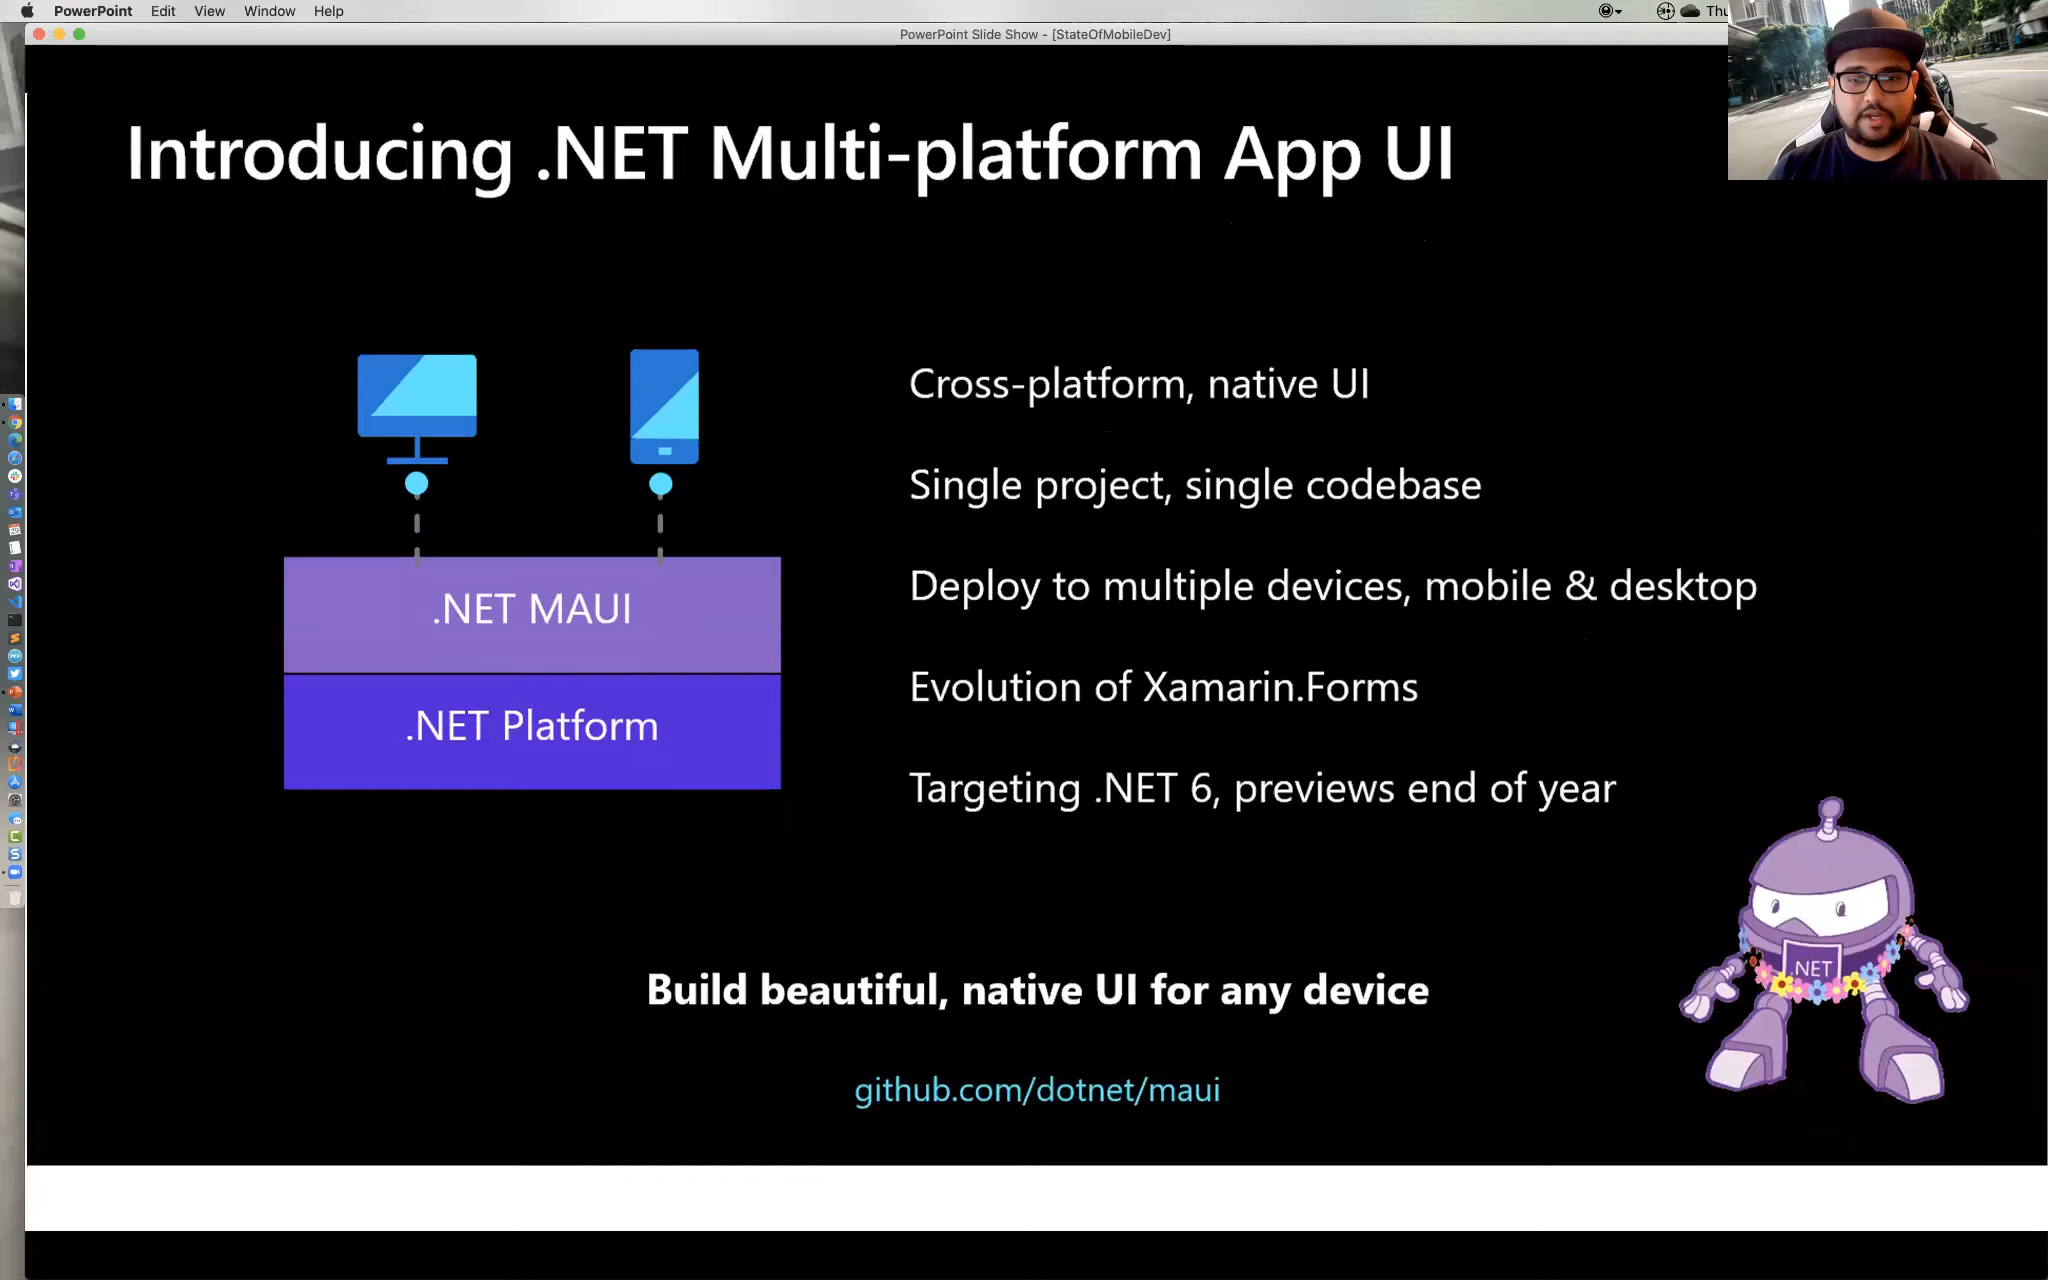 PowerPoint Edit View Window Help Thu
PowerPoint Slide Show - [StateOfMobileDev]
Introducing .NET Multi-platform App UI
Cross-platform, native UI
Single project, single codebase
Deploy to multiple devices, mobile & desktop
Evolution of Xamarin.Forms
Targeting .NET 6, previews end of year
.NET MAUI
.NET Platform
.NET
Build beautiful, native UI for any device
github.com/dotnet/maui